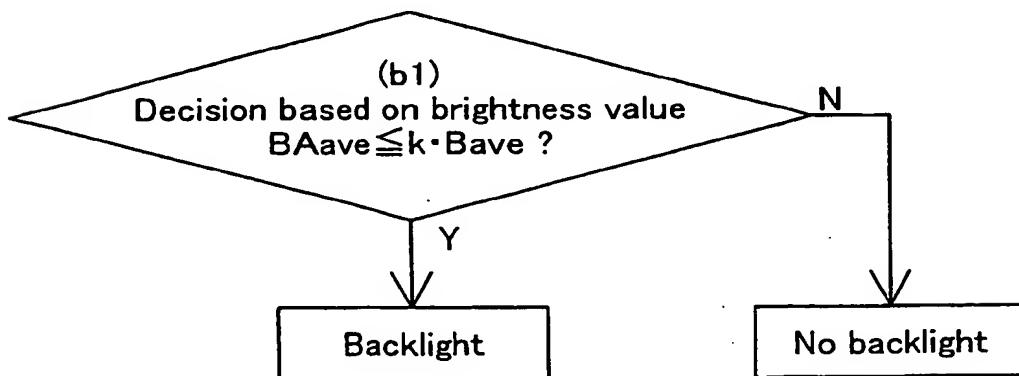 (b1)
Decision based on brightness value
BAave≦k·Bave ?
N
Y
Backlight
No backlight